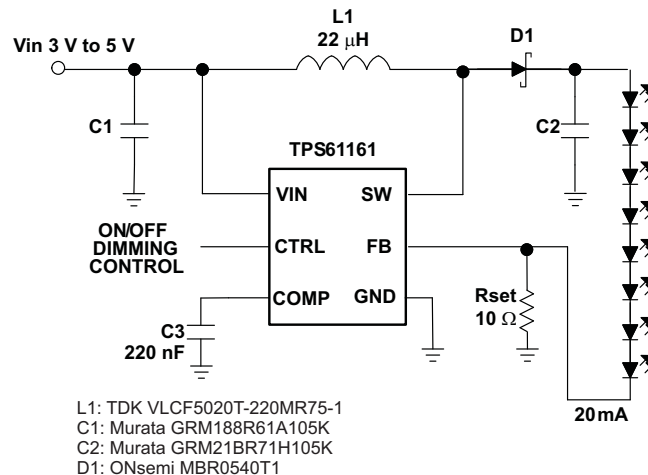 L1
22 μH
Vin 3 V to 5 V
D1
C1
C2
TPS61161
VIN
SW
ON/OFF
DIMMING
CONTROL
CTRL
FB
COMP
GND
Rset
10 Ω
C3
220 nF
20mA
L1: TDK VLCF5020T-220MR75-1
C1: Murata GRM188R61A105K
C2: Murata GRM21BR71H105K
D1: ONsemi MBR0540T1